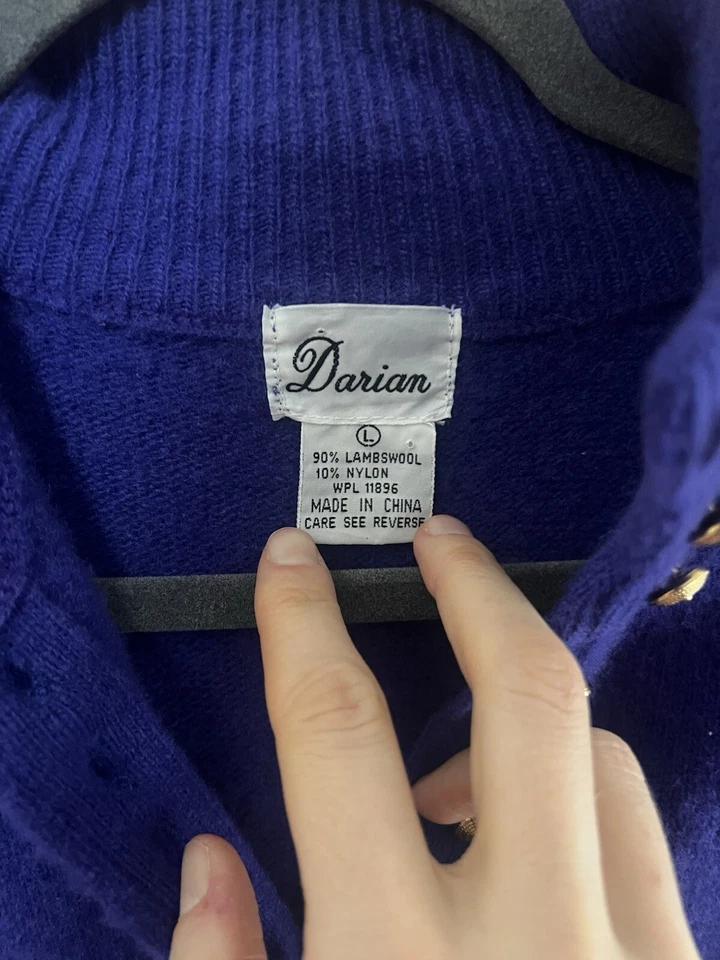 Darian
L
90% LAMBSWOOL
10% NYLON
WPL 11896
MADE IN CHINA
CARE SEE REVERSE